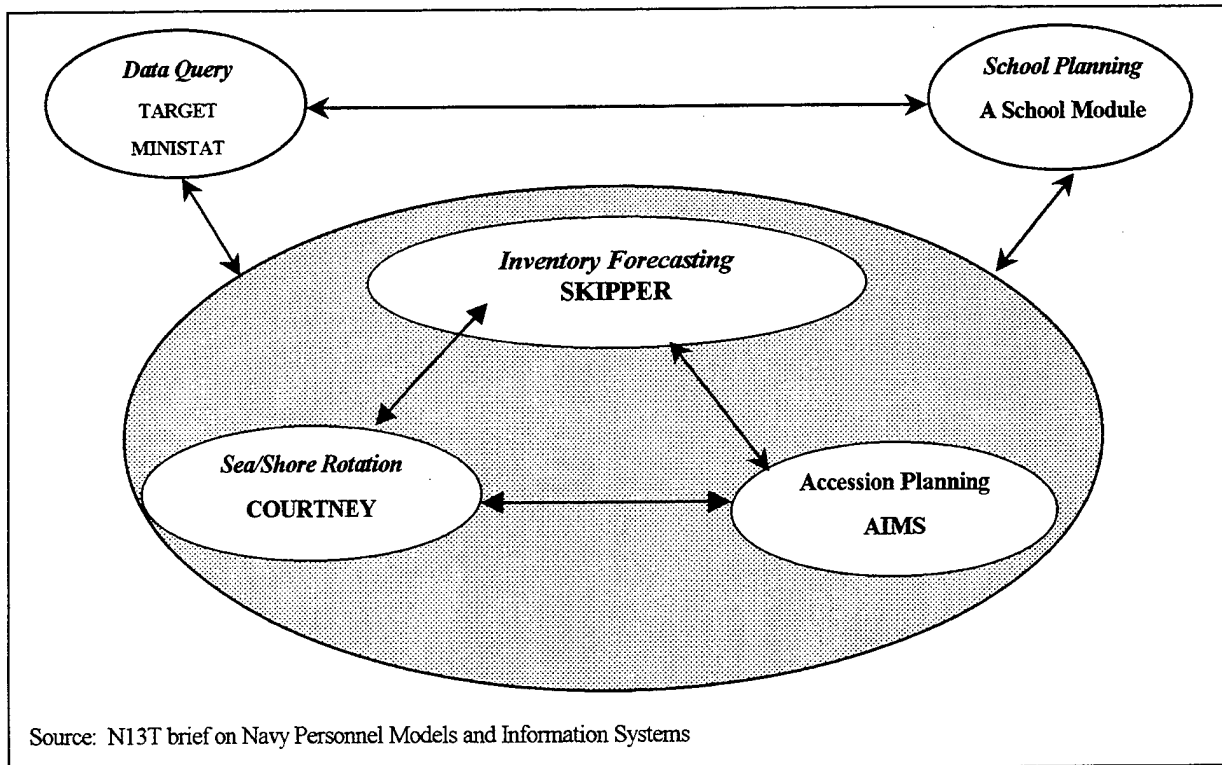 Data Query
TARGET
MINISTAT
School Planning
A School Module
Inventory Forecasting
SKIPPER
Sea/Shore Rotation
COURTNEY
Accession Planning
AIMS
Source: N13T brief on Navy Personnel Models and Information Systems